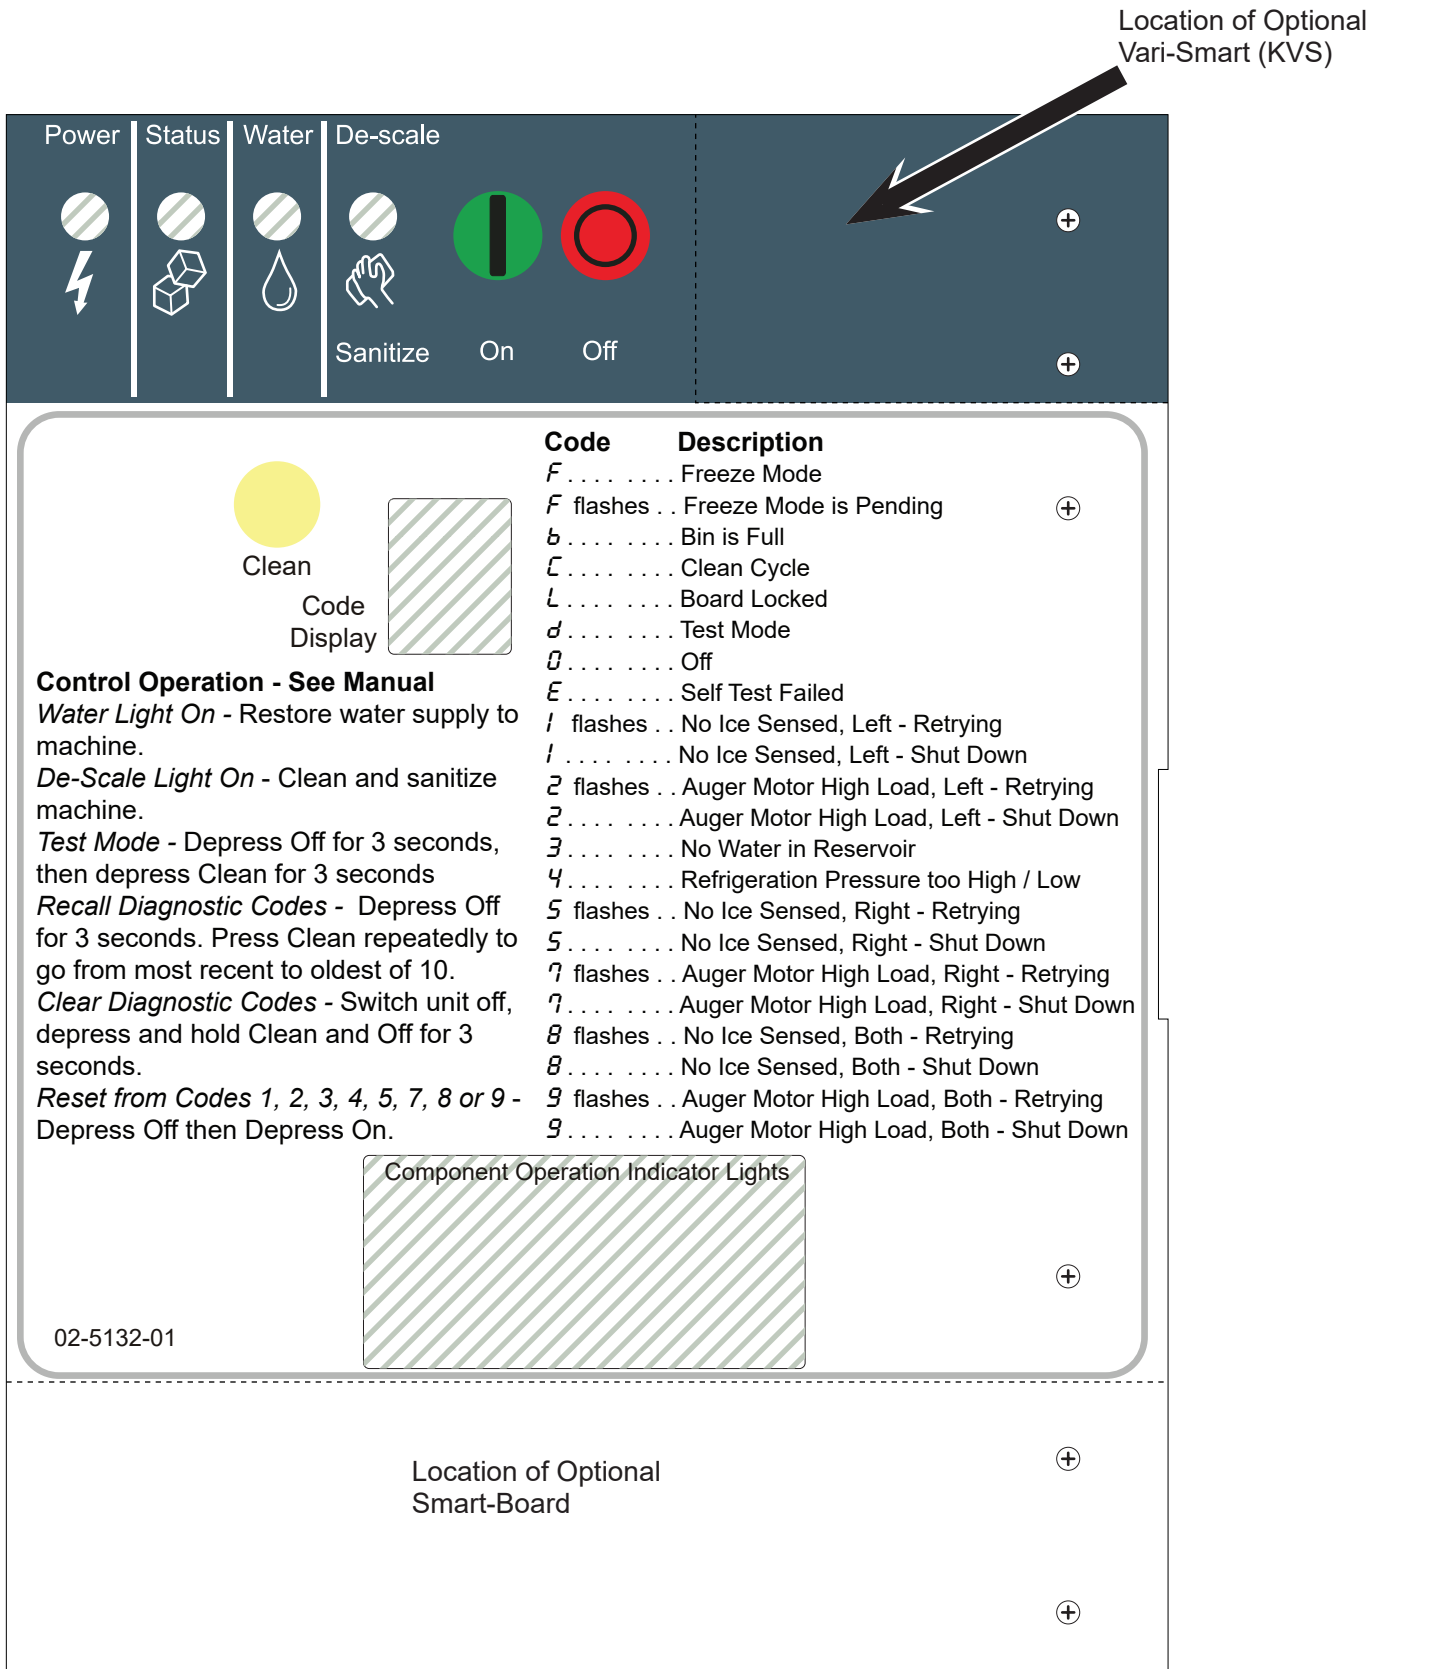 Location of Optional
Vari-Smart (KVS)
Power Status Water De-scale
Sanitize On Off
Clean
Code
Display
Control Operation - See Manual
Water Light On - Restore water supply to
machine.
De-Scale Light On - Clean and sanitize
machine.
Test Mode - Depress Off for 3 seconds,
then depress Clean for 3 seconds
Recall Diagnostic Codes -  Depress Off
for 3 seconds. Press Clean repeatedly to
go from most recent to oldest of 10.
Clear Diagnostic Codes - Switch unit off,
depress and hold Clean and Off for 3
seconds.
Reset from Codes 1, 2, 3, 4, 5, 7, 8 or 9 -
Depress Off then Depress On.
Code Description
F . . . .  . . . . Freeze Mode
F flashes . . Freeze Mode is Pending
b . . . .  . . . . Bin is Full
C . . . .  . . . . Clean Cycle
L . . . .  . . . . Board Locked
d . . . .  . . . . Test Mode
0 . . . .  . . . . Off
E . . . .  . . . . Self Test Failed
1 flashes . . No Ice Sensed, Left - Retrying
1 . . . .  . . . . No Ice Sensed, Left - Shut Down
2 flashes . . Auger Motor High Load, Left - Retrying
2 . . . .  . . . . Auger Motor High Load, Left - Shut Down
3 . . . .  . . . . No Water in Reservoir
4 . . . .  . . . . Refrigeration Pressure too High / Low
5 flashes . . No Ice Sensed, Right - Retrying
5 . . . .  . . . . No Ice Sensed, Right - Shut Down
7 flashes . . Auger Motor High Load, Right - Retrying
7 . . . .  . . . . Auger Motor High Load, Right - Shut Down
8 flashes . . No Ice Sensed, Both - Retrying
8 . . . .  . . . . No Ice Sensed, Both - Shut Down
9 flashes . . Auger Motor High Load, Both - Retrying
9 . . . .  . . . . Auger Motor High Load, Both - Shut Down
Component Operation Indicator Lights
02-5132-01
Location of Optional
Smart-Board